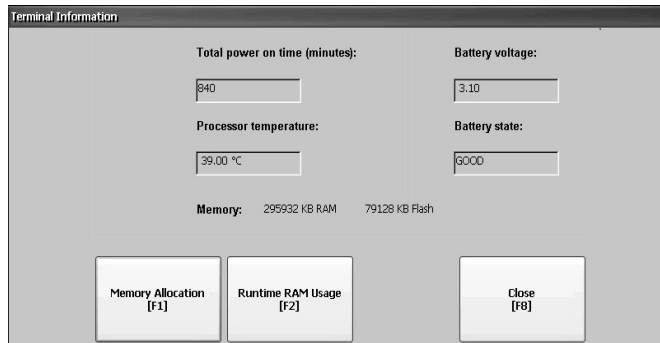 Terminal Information
Total power on time (minutes):
Battery voltage:
840
3.10
Processor temperature:
Battery state:
39.00 °C
GOOD
Memory: 295932 KB RAM 79128 KB Flash
Memory Allocation
[F1]
Runtime RAM Usage
[F2]
Close
[F8]